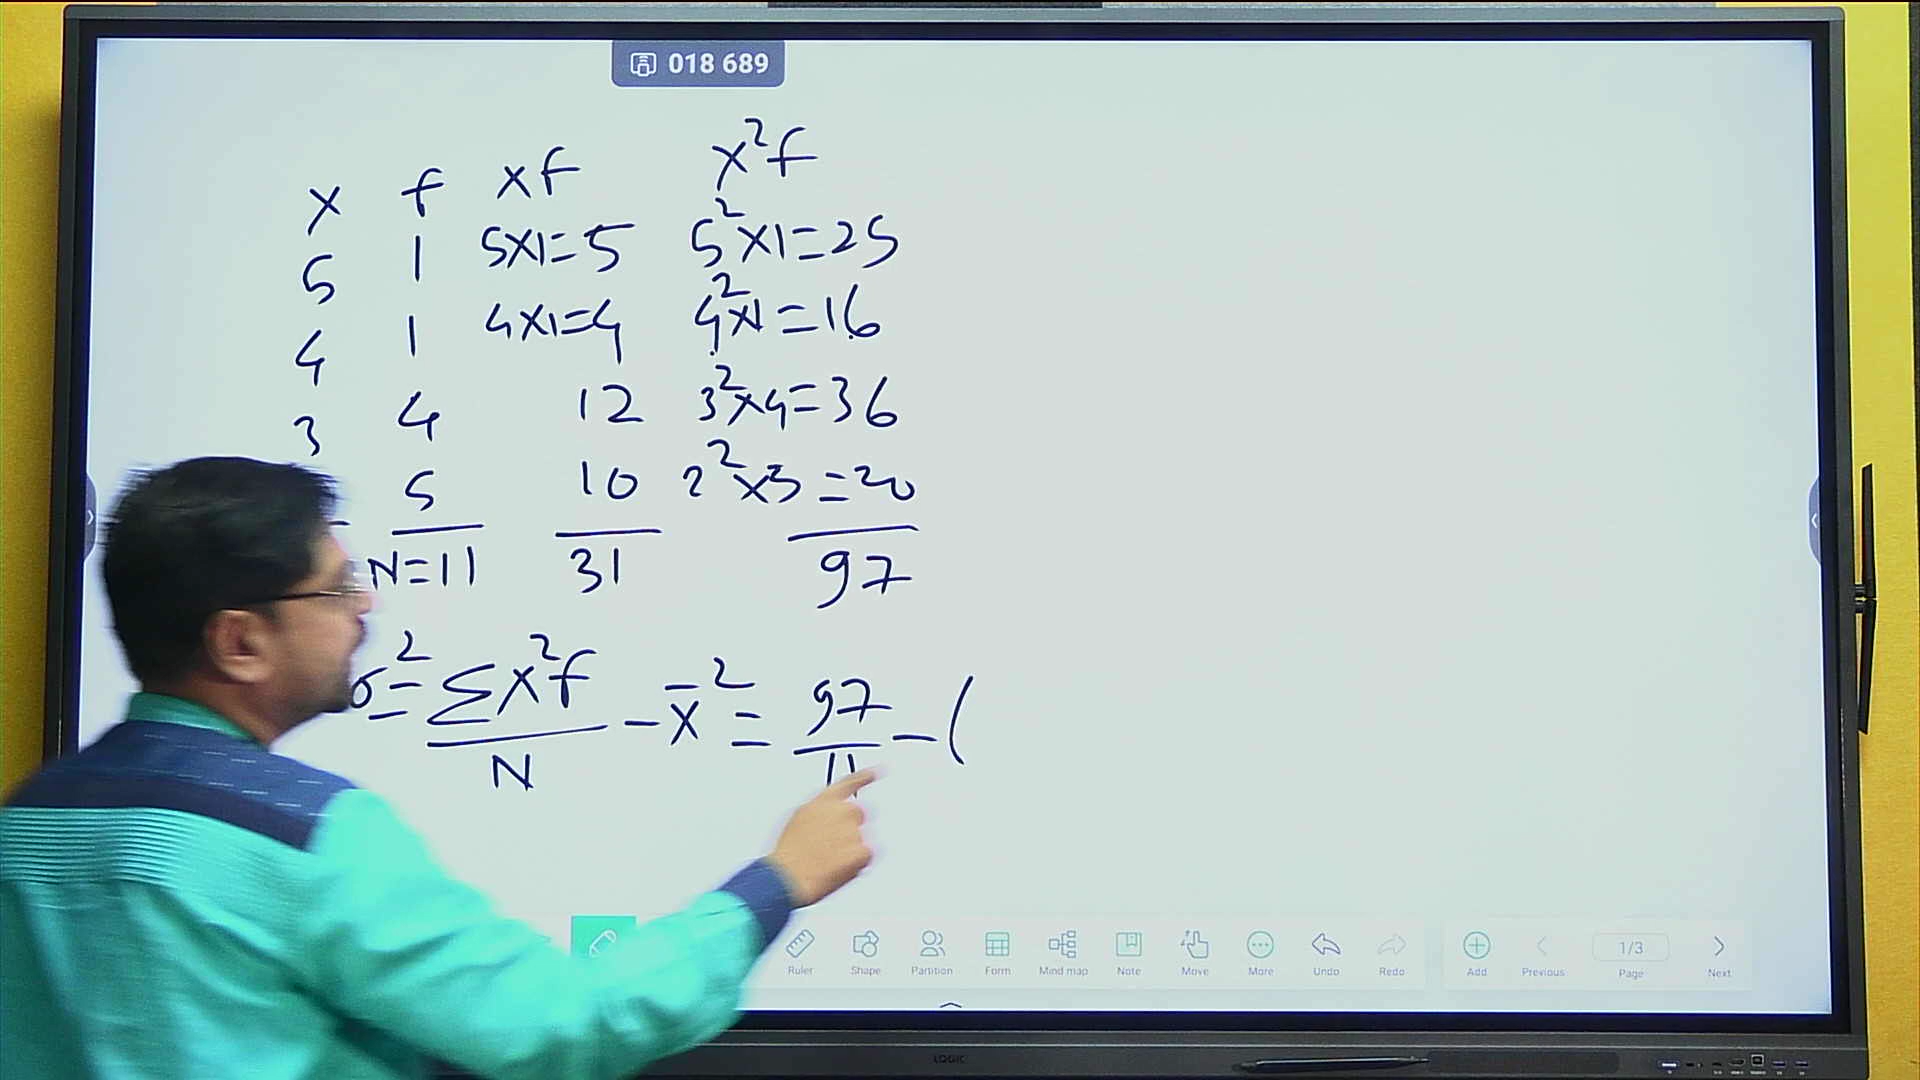 018 689
x f xf x²f
5 1 5x1=5 5²x1=25
4 1 4x1=4 4²x1=16
3 4 12 3²x4=36
5 10 2²x5=20
N=11 31 97
σ²= Σx²f/N - x̄² = 97/11 - (
Ruler Shape Partition Form Mind map Note Move More Undo Redo Add Previous 1/3 Page Next
LOGIC